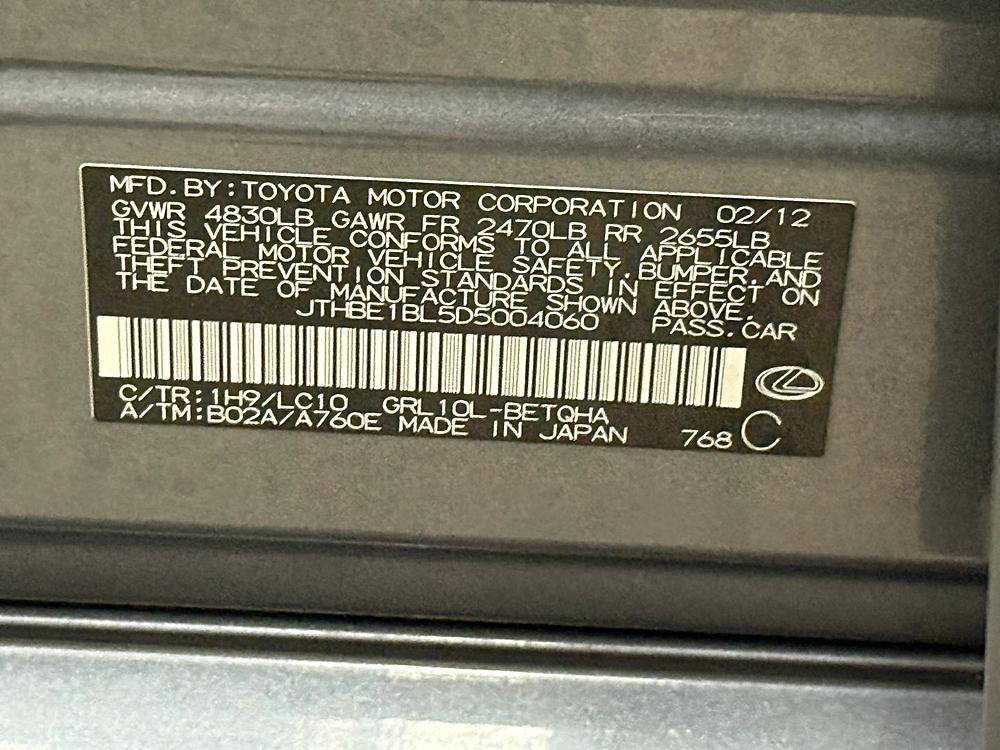 MFD.BY:TOYOTA MOTOR CORPORATION 02/12
GVWR 4830LB GAWR FR 2470LB RR 2655LB
THIS VEHICLE CONFORMS TO ALL APPLICABLE
FEDERAL MOTOR VEHICLE SAFETY,BUMPER,AND
THEFT PREVENTION STANDARDS IN EFFECT ON
THE DATE OF MANUFACTURE SHOWN ABOVE.
JTHBE1BL5D5004060 PASS.CAR
C/TR:1H9/LC10 GRL10L-BETQHA
A/TM:B02A/A760E MADE IN JAPAN 768 C